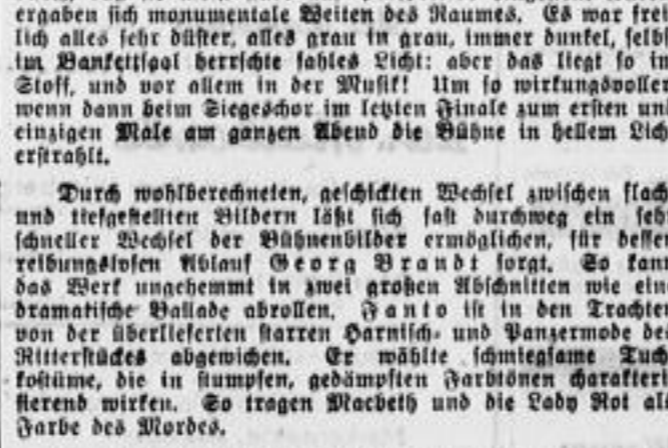 ergaben sich monumentale Weiten des Raumes. Es war frei
lich alles sehr düster, alles grau in grau, immer dunkel, selbs
im Bankettsaal herrschte fahles Licht: aber das liegt so in
Stoff, und vor allem in der Musik! Um so wirkungsvoller
wenn dann beim Siegeschor im letzten Finale zum ersten un
einzigen Male am ganzen Abend die Bühne in hellem Lich
erstrahlt.
Durch wohlberechneten, geschickten Wechsel zwischen flach
und tiefgestellten Bildern läßt sich fast durchweg ein seh
schneller Wechsel der Bühnenbilder ermöglichen, für dessen
reibungslosen Ablauf Georg Brandt sorgt. So kann
das Werk ungehemmt in zwei großen Abschnitten wie ein
dramatische Ballade abrollen. Fanto ist in den Trachten
von der überlieferten starren Harnisch- und Panzermode de
Ritterstückes abgewichen. Er wählte schmiegsame Tuch
kostüme, die in stumpfen, gedämpften Farbtönen charakteri
sierend wirken. So tragen Macbeth und die Lady Rot als
Farbe des Mordes.